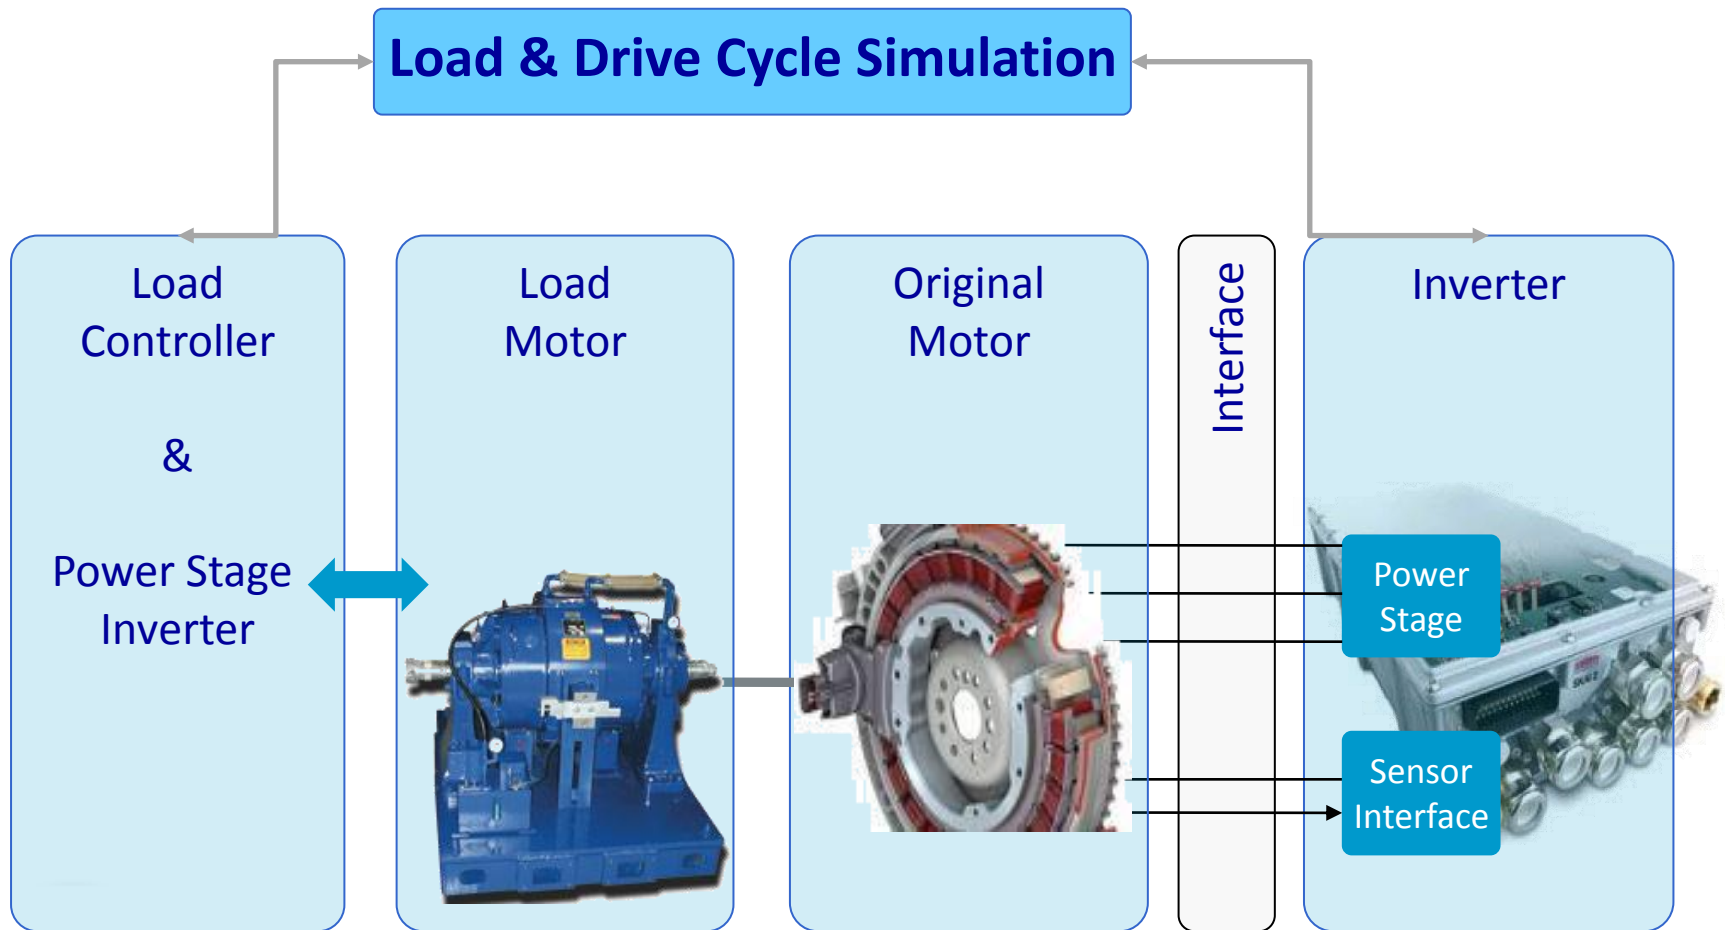 Load & Drive Cycle Simulation
Load
Controller
&
Power Stage
Inverter
Load
Motor
Original
Motor
Interface
Inverter
Power
Stage
Sensor
Interface